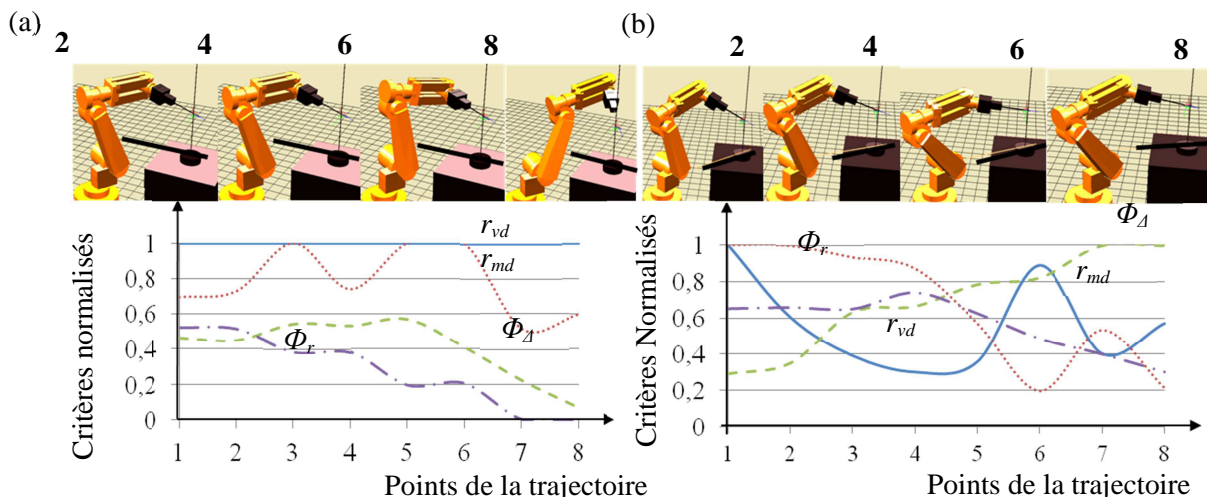 (a)
2 4 6 8
Critères normalisés
1
0,8
0,6
0,4
0,2
0
r_vd
r_md
Φ_Δ
Φ_r
1 2 3 4 5 6 7 8
Points de la trajectoire
(b)
2 4 6 8
Critères Normalisés
1
0,8
0,6
0,4
0,2
0
Φ_Δ
Φ_r
r_md
r_vd
1 2 3 4 5 6 7 8
Points de la trajectoire